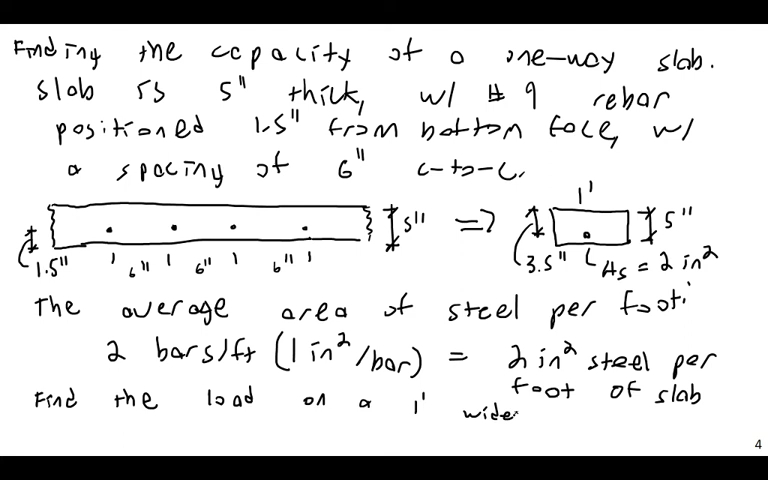 Finding the capacity of a one-way slab.
slab is 5" thick, w/ #9 rebar
positioned 1.5" from bottom face, w/
a spacing of 6" c-to-c.
1'
5" => 5"
1.5" 6" 6" 6" 3.5" As = 2 in²
The average area of steel per foot:
2 bars/ft (1 in²/bar) = 2 in² steel per
foot of slab
Find the load on a 1' wide
4